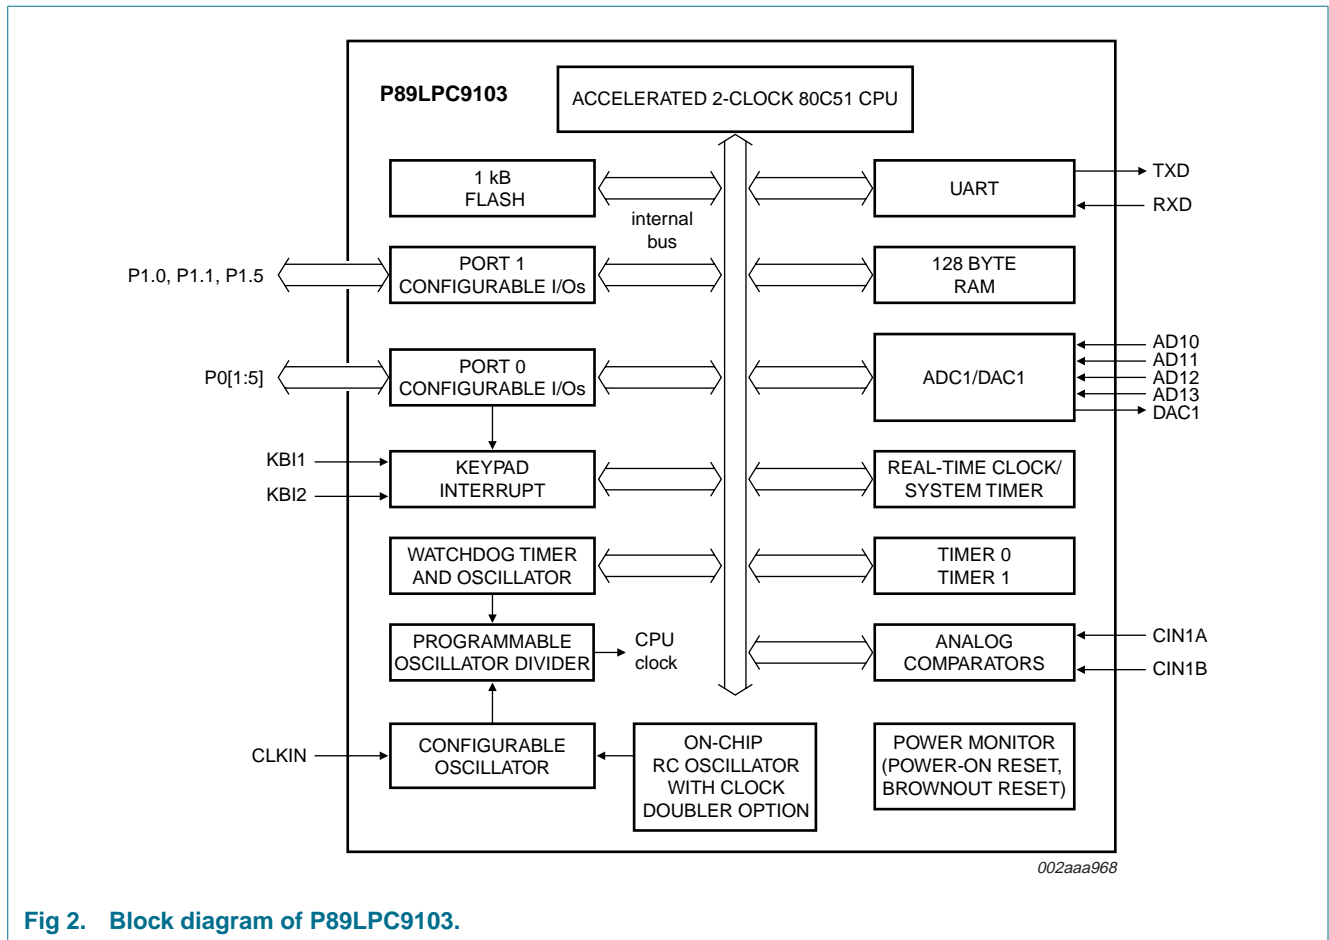 P89LPC9103
ACCELERATED 2-CLOCK 80C51 CPU
1 kB
FLASH
internal
bus
UART
TXD
RXD
P1.0, P1.1, P1.5
PORT 1
CONFIGURABLE I/Os
128 BYTE
RAM
P0[1:5]
PORT 0
CONFIGURABLE I/Os
ADC1/DAC1
AD10
AD11
AD12
AD13
DAC1
KBI1
KBI2
KEYPAD
INTERRUPT
REAL-TIME CLOCK/
SYSTEM TIMER
WATCHDOG TIMER
AND OSCILLATOR
TIMER 0
TIMER 1
PROGRAMMABLE
OSCILLATOR DIVIDER
CPU
clock
ANALOG
COMPARATORS
CIN1A
CIN1B
CLKIN
CONFIGURABLE
OSCILLATOR
ON-CHIP
RC OSCILLATOR
WITH CLOCK
DOUBLER OPTION
POWER MONITOR
(POWER-ON RESET,
BROWNOUT RESET)
002aaa968
Fig 2. Block diagram of P89LPC9103.